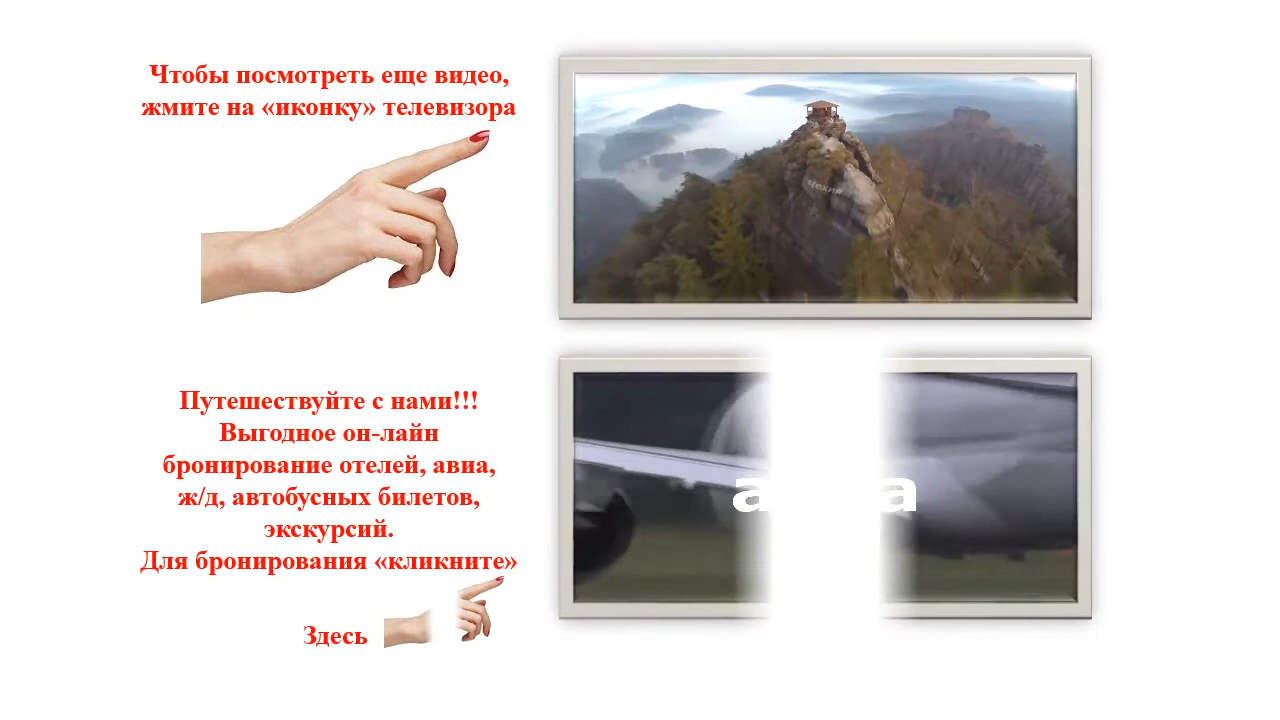 Чтобы посмотреть еще видео,
жмите на «иконку» телевизора
чехия
Путешествуйте с нами!!!
Выгодное он-лайн
бронирование отелей, авиа,
ж/д, автобусных билетов,
экскурсий.
Для бронирования «кликните»
Здесь